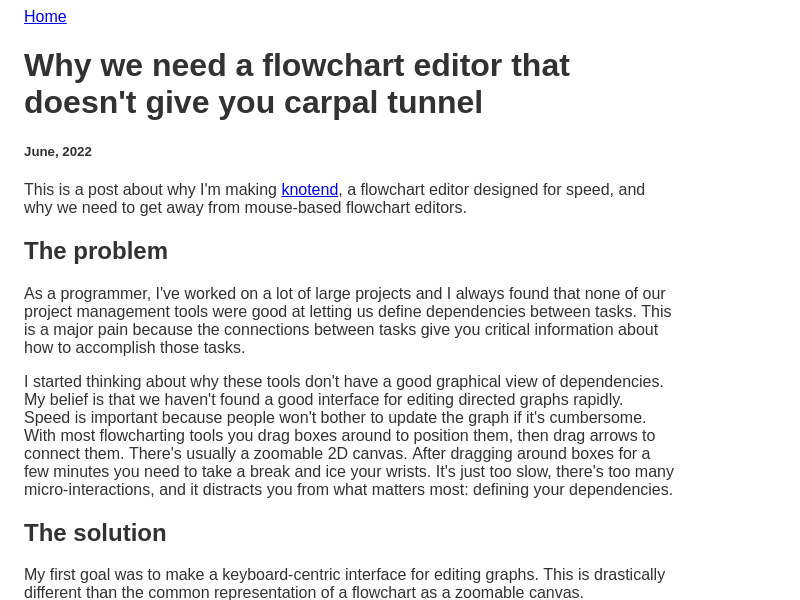 Home
Why we need a flowchart editor that
doesn't give you carpal tunnel
June, 2022
This is a post about why I'm making knotend, a flowchart editor designed for speed, and
why we need to get away from mouse-based flowchart editors.
The problem
As a programmer, I've worked on a lot of large projects and I always found that none of our
project management tools were good at letting us define dependencies between tasks. This
is a major pain because the connections between tasks give you critical information about
how to accomplish those tasks.
I started thinking about why these tools don't have a good graphical view of dependencies.
My belief is that we haven't found a good interface for editing directed graphs rapidly.
Speed is important because people won't bother to update the graph if it's cumbersome.
With most flowcharting tools you drag boxes around to position them, then drag arrows to
connect them. There's usually a zoomable 2D canvas. After dragging around boxes for a
few minutes you need to take a break and ice your wrists. It's just too slow, there's too many
micro-interactions, and it distracts you from what matters most: defining your dependencies.
The solution
My first goal was to make a keyboard-centric interface for editing graphs. This is drastically
different than the common representation of a flowchart as a zoomable canvas.